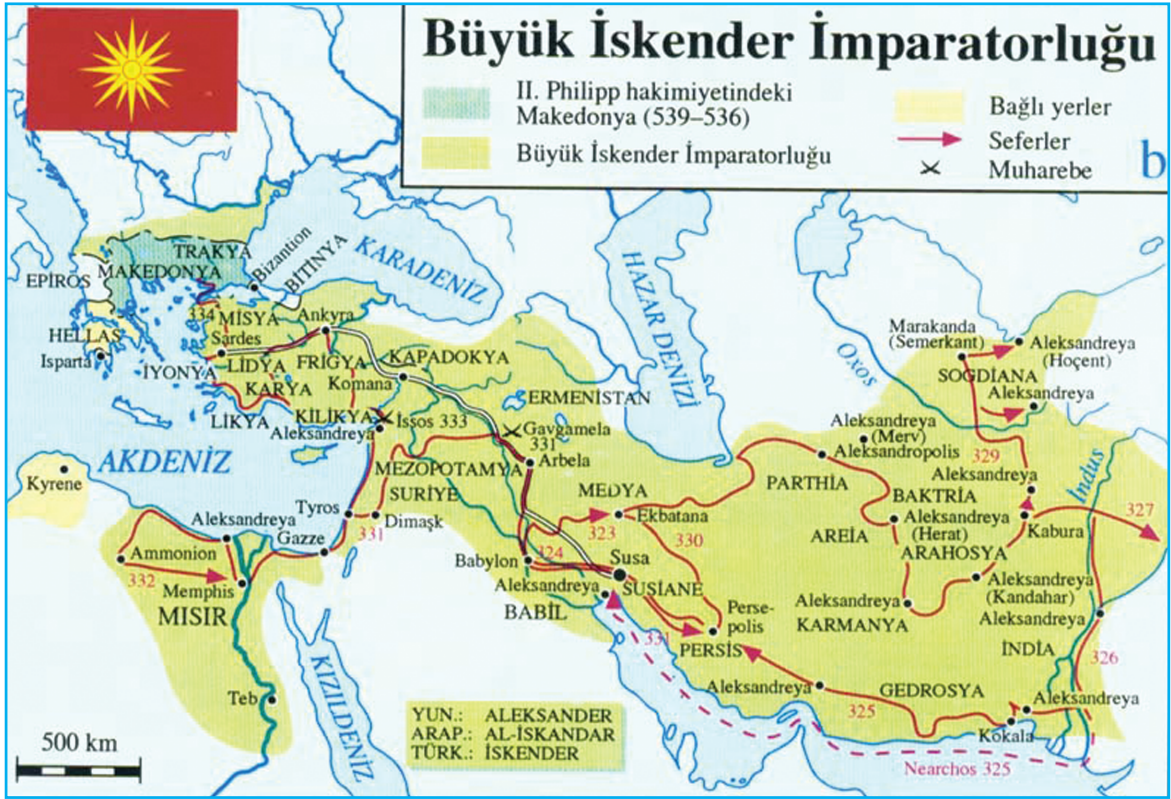 Büyük İskender İmparatorluğu
II. Philipp hakimiyetindeki
Makedonya (539–536)
Büyük İskender İmparatorluğu
Bağlı yerler
Seferler
Muharebe
b
KARADENİZ
HAZAR DENİZİ
Bizantion
BİTİNYA
TRAKYA
MAKEDONYA
EPİROS
334
MİSYA
Ankyra
HELLAS
Isparta
Sardes
LİDYA
FRİGYA
KAPADOKYA
İYONYA
KARYA
Komana
LİKYA
KİLİKYA
İssos 333
Aleksandreya
ERMENİSTAN
Gavgamela
331
Arbela
MEZOPOTAMYA
SURİYE
AKDENİZ
Kyrene
Tyros
Dimaşk
331
Aleksandreya
Gazze
Ammonion
332
Memphis
MISIR
Teb
KIZILDENİZ
MEDYA
323
Ekbatana
330
324
Babylon
Susa
Aleksandreya
SUSİANE
BABİL
331
Perse-
polis
PERSİS
Oxos
Marakanda
(Semerkant)
Aleksandreya
(Hoçent)
SOGDİANA
Aleksandreya
Aleksandreya
(Merv)
Aleksandropolis
329
PARTHİA
BAKTRİA
Aleksandreya
İndus
327
AREİA
Aleksandreya
(Herat)
Kabura
ARAHOSYA
Aleksandreya
(Kandahar)
Aleksandreya
KARMANYA
Aleksandreya
İNDİA
326
Aleksandreya
GEDROSYA
325
Aleksandreya
Kokala
Nearchos 325
YUN.: ALEKSANDER
ARAP.: AL-İSKANDAR
TÜRK.: İSKENDER
500 km